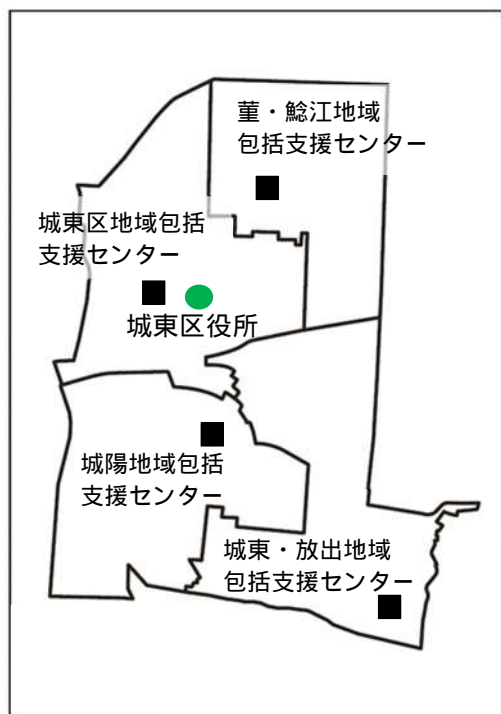 菫・鯰江地域
包括支援センター
城東区地域包括
支援センター
城東区役所
城陽地域包括
支援センター
城東・放出地域
包括支援センター